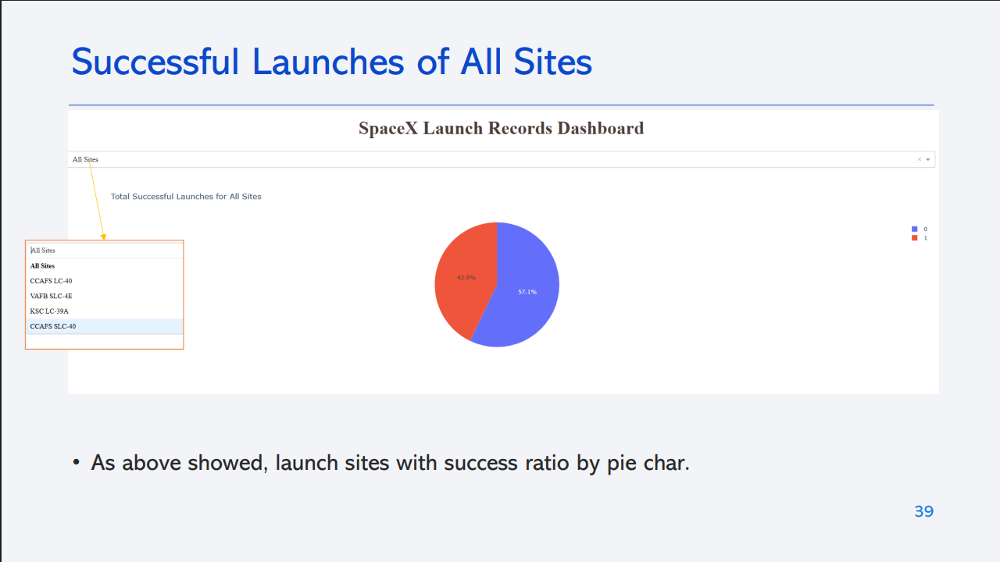 Successful Launches of All Sites
SpaceX Launch Records Dashboard
All Sites
× 
Total Successful Launches for All Sites
0
1
42.9%
57.1%
All Sites
All Sites
CCAFS LC-40
VAFB SLC-4E
KSC LC-39A
CCAFS SLC-40
• As above showed, launch sites with success ratio by pie char.
39